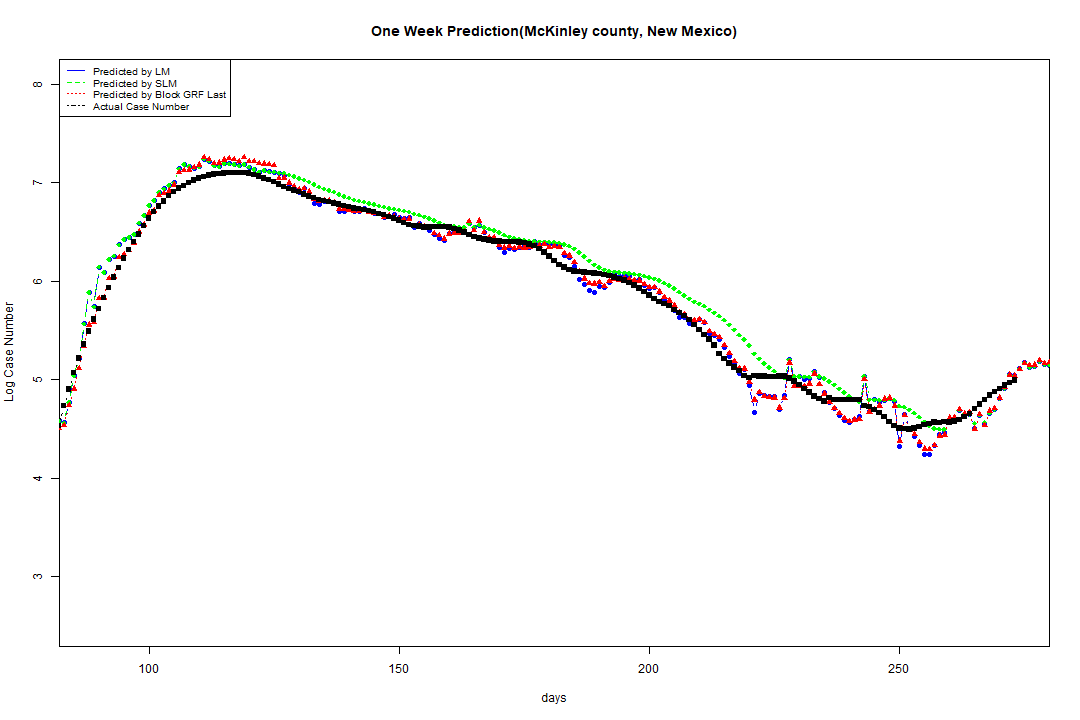 One Week Prediction(McKinley county, New Mexico)
Predicted by LM
Predicted by SLM
Predicted by Block GRF Last
Actual Case Number
8
7
6
5
4
3
Log Case Number
100 150 200 250
days